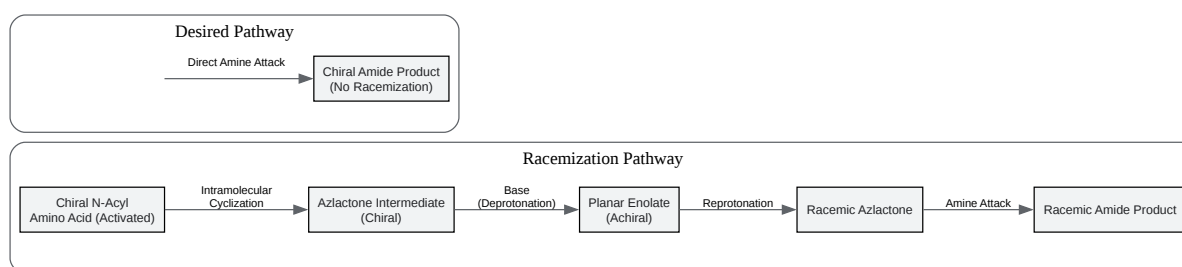 Desired Pathway
Direct Amine Attack
Chiral Amide Product
(No Racemization)
Racemization Pathway
Chiral N-Acyl
Amino Acid (Activated)
Intramolecular
Cyclization
Azlactone Intermediate
(Chiral)
Base
(Deprotonation)
Planar Enolate
(Achiral)
Reprotonation
Racemic Azlactone
Amine Attack
Racemic Amide Product